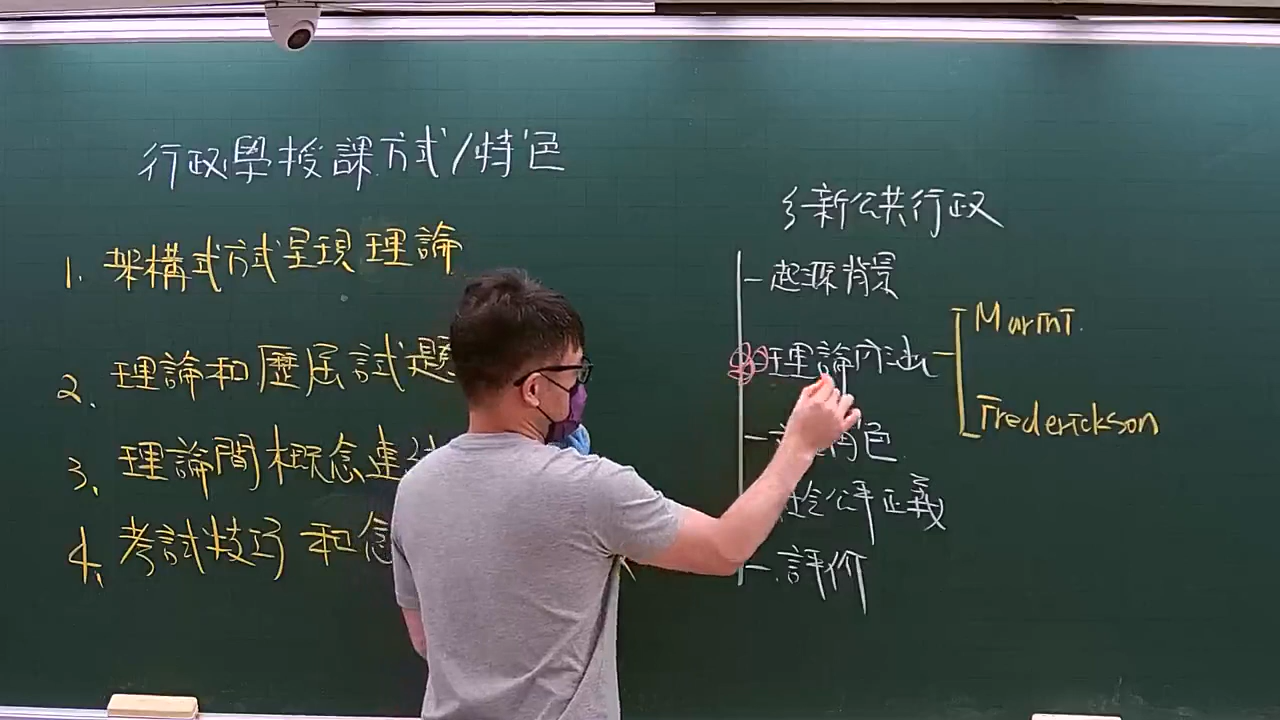 行政學授課方式/特色
1. 架構式方式呈現理論
2. 理論和歷屆試題
3. 理論間概念連
4. 考試技巧和念
新公共行政
- 起源背景
理論內涵
Marini.
Frederickson
- 角色
公平正義
- 評價